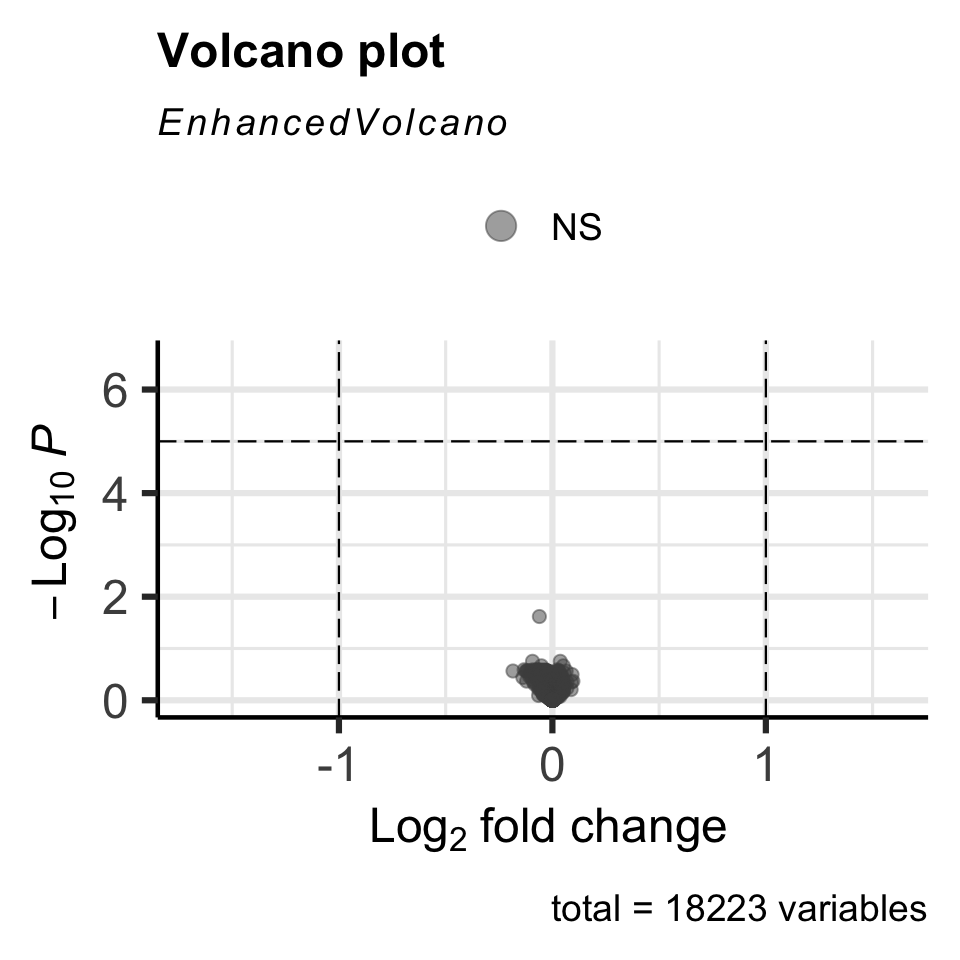 Volcano plot
EnhancedVolcano
NS
6
4
2
0
−Log10 P
-1 0 1
Log2 fold change
total = 18223 variables